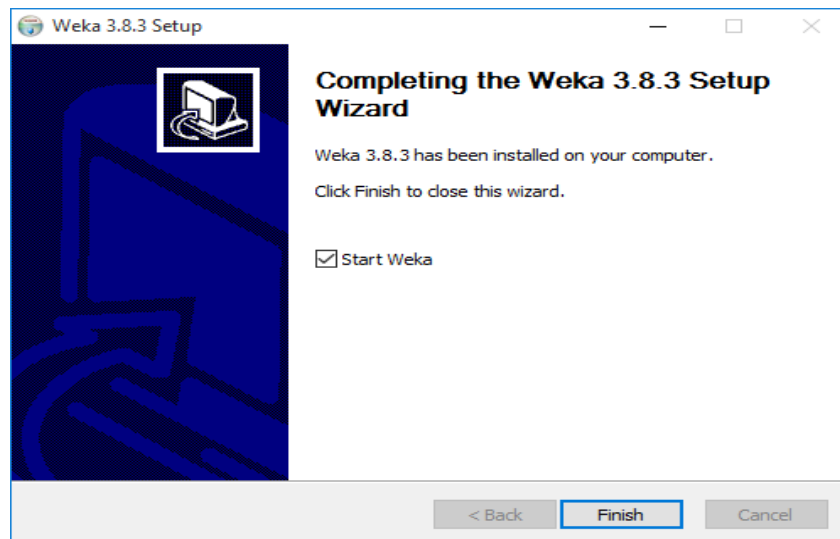 Weka 3.8.3 Setup
Completing the Weka 3.8.3 Setup
Wizard
Weka 3.8.3 has been installed on your computer.
Click Finish to close this wizard.
Start Weka
< Back
Finish
Cancel